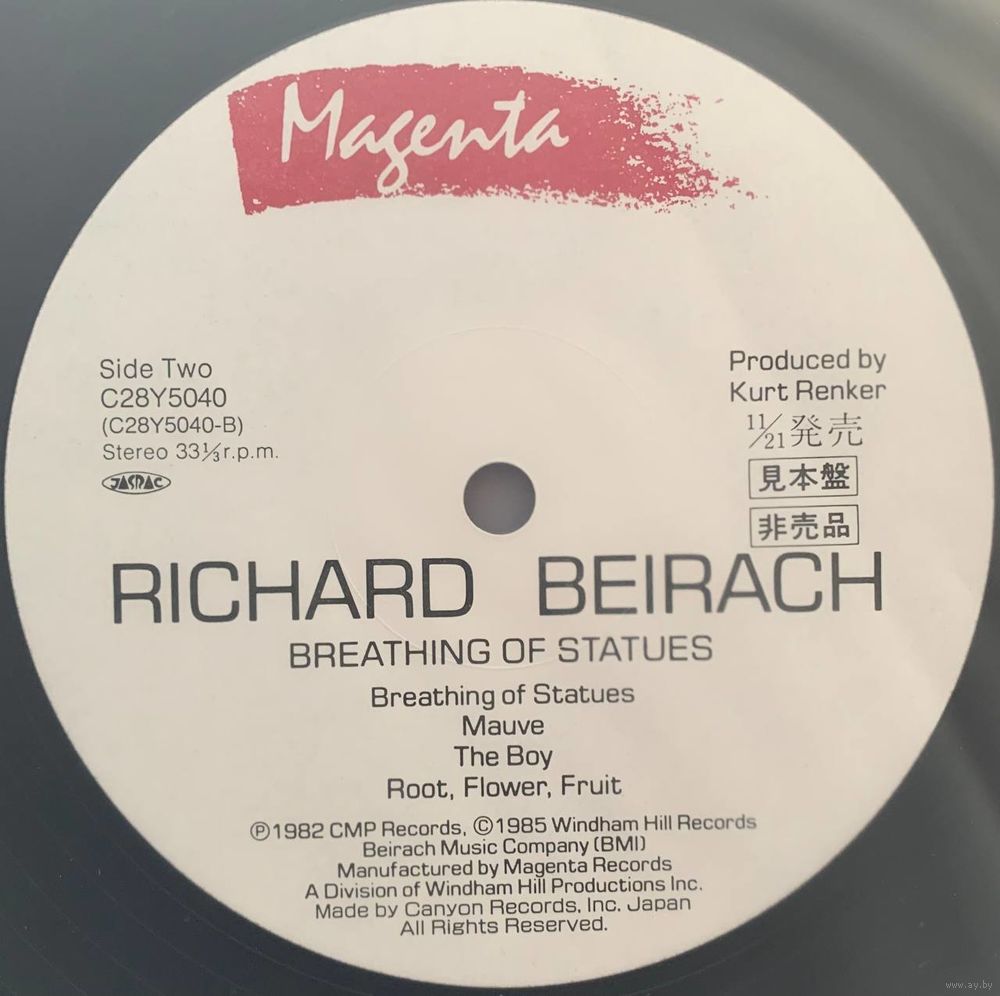 Magenta
Side Two
C28Y5040
(C28Y5040-B)
Stereo 33⅓r.p.m.
JASRAC
Produced by
Kurt Renker
11/21発売
見本盤
非売品
RICHARD BEIRACH
BREATHING OF STATUES
Breathing of Statues
Mauve
The Boy
Root, Flower, Fruit
℗1982 CMP Records, ©1985 Windham Hill Records
Beirach Music Company (BMI)
Manufactured by Magenta Records
A Division of Windham Hill Productions Inc.
Made by Canyon Records, Inc. Japan
All Rights Reserved.
www.ay.by